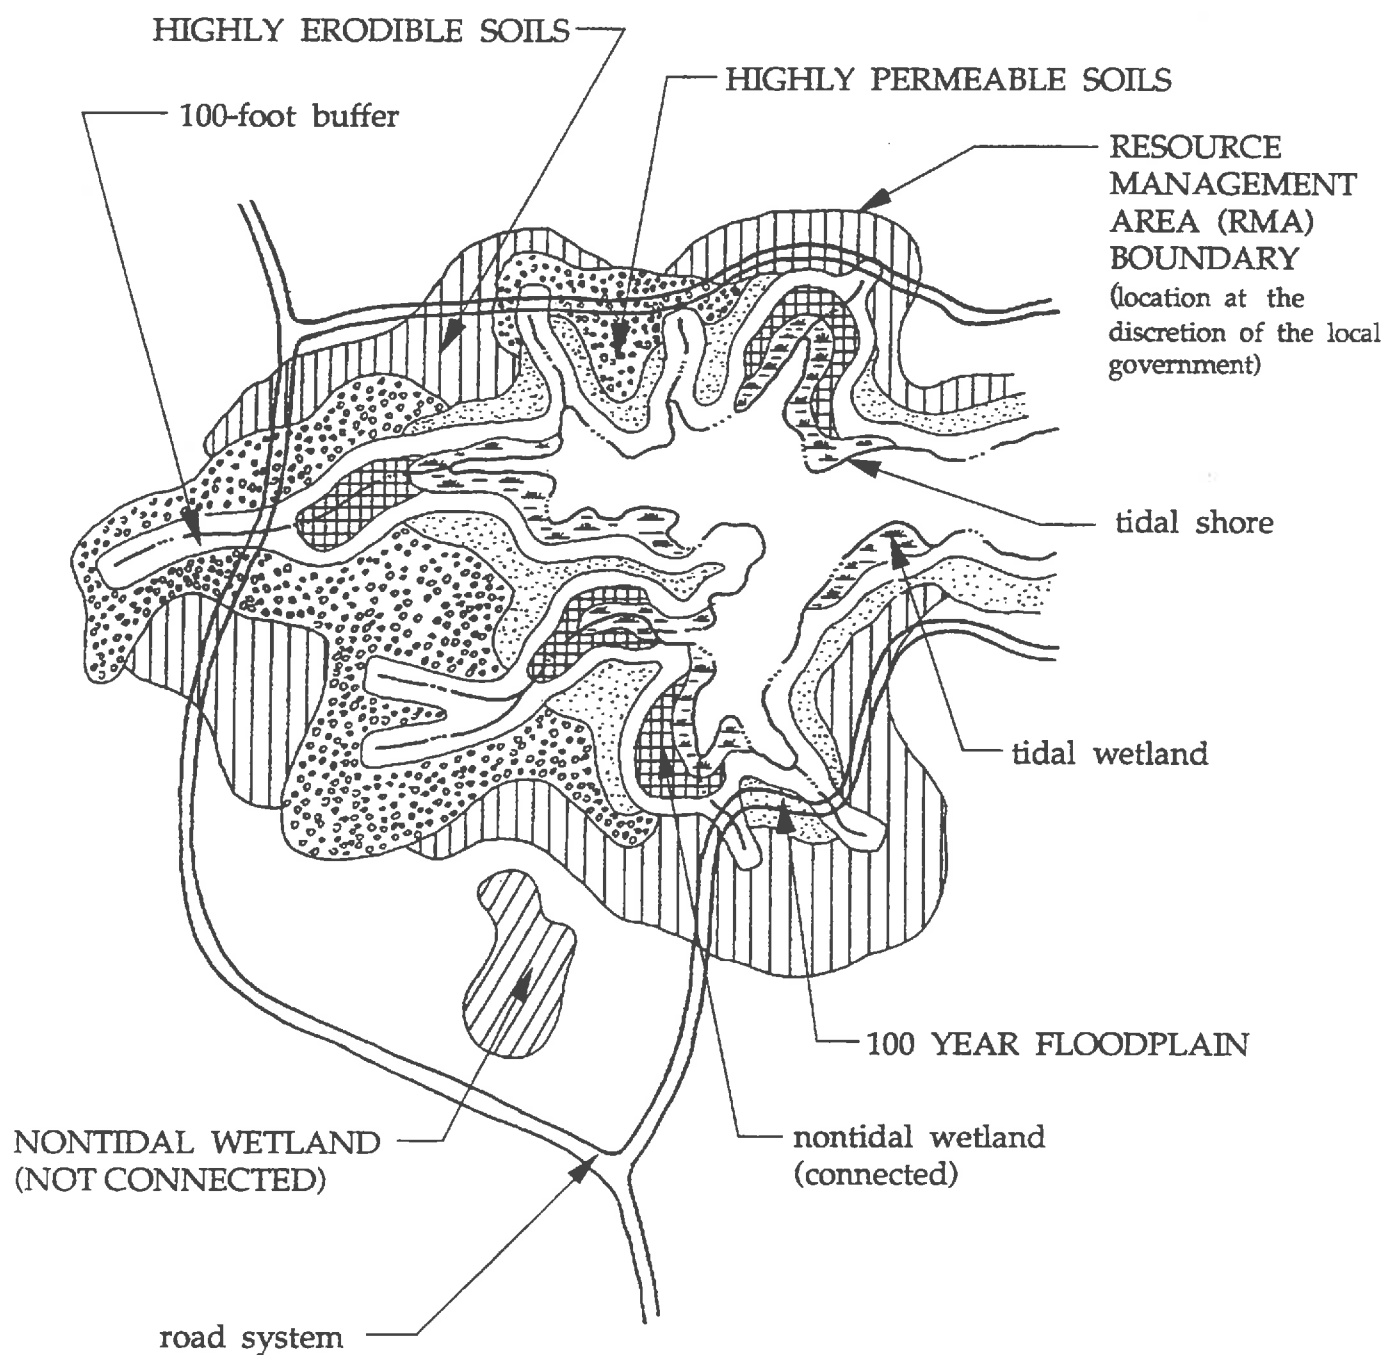 HIGHLY ERODIBLE SOILS
HIGHLY PERMEABLE SOILS
100-foot buffer
RESOURCE
MANAGEMENT
AREA (RMA)
BOUNDARY
(location at the
discretion of the local
government)
tidal shore
tidal wetland
100 YEAR FLOODPLAIN
NONTIDAL WETLAND
(NOT CONNECTED)
nontidal wetland
(connected)
road system